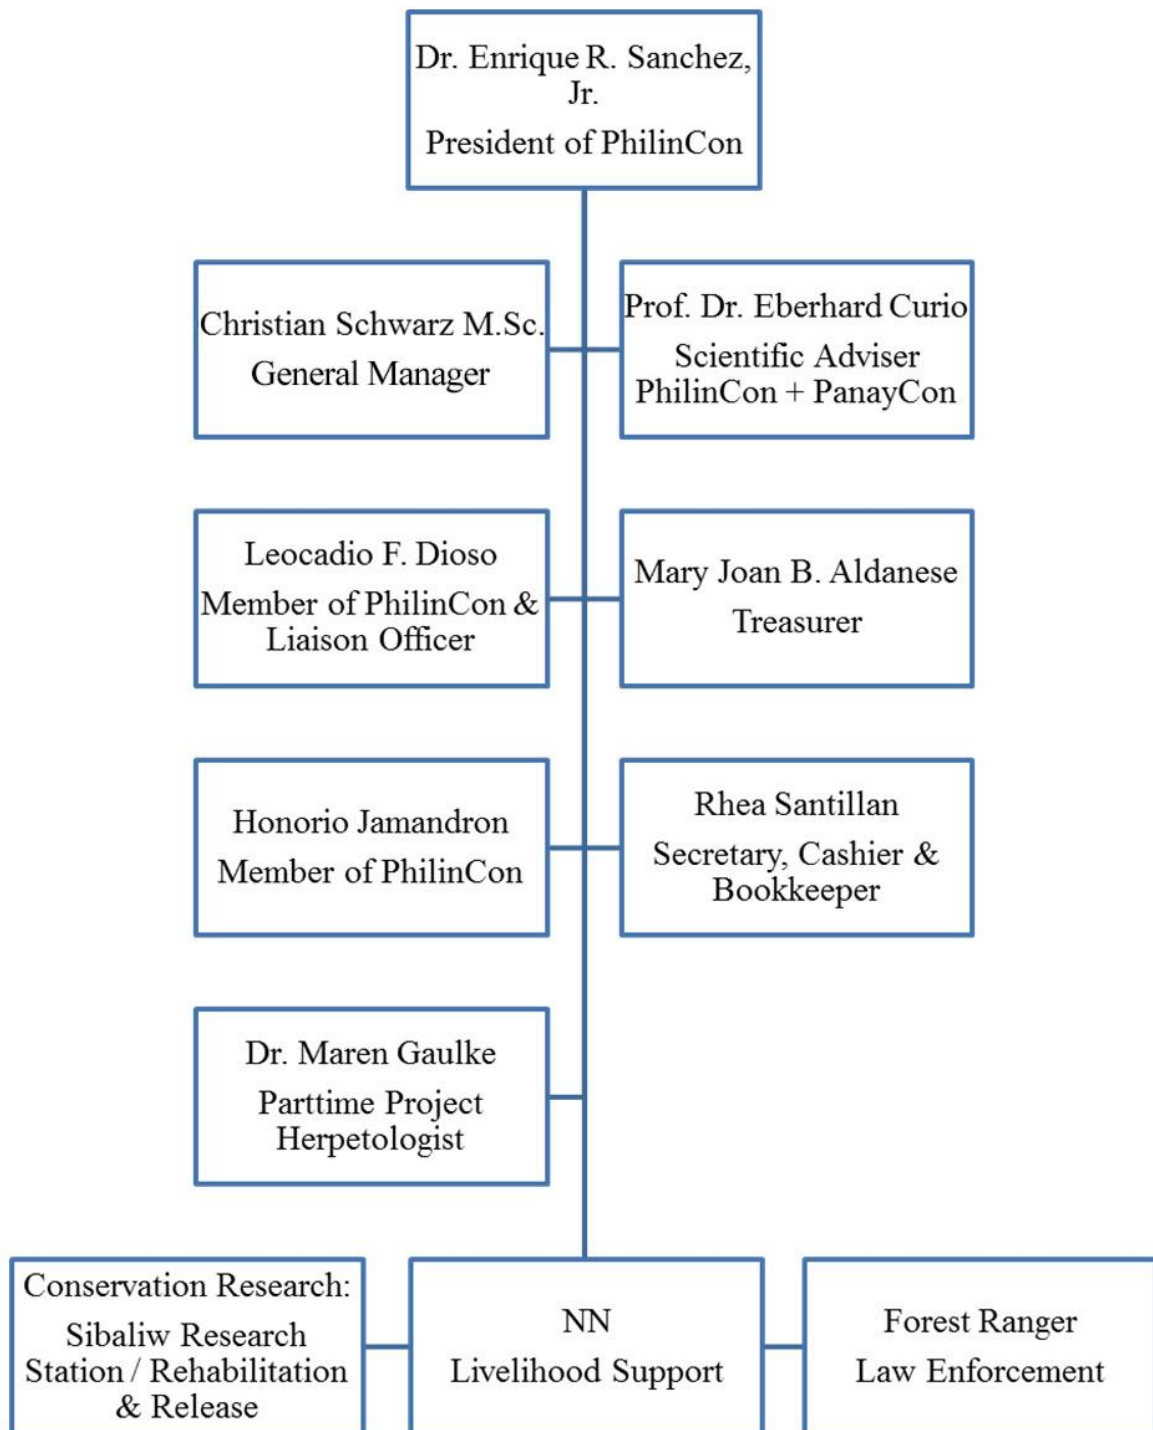 Dr. Enrique R. Sanchez,
Jr.
President of PhilinCon
Christian Schwarz M.Sc.
General Manager
Prof. Dr. Eberhard Curio
Scientific Adviser
PhilinCon + PanayCon
Leocadio F. Dioso
Member of PhilinCon &
Liaison Officer
Mary Joan B. Aldanese
Treasurer
Honorio Jamandron
Member of PhilinCon
Rhea Santillan
Secretary, Cashier &
Bookkeeper
Dr. Maren Gaulke
Parttime Project
Herpetologist
Conservation Research:
Sibaliw Research
Station / Rehabilitation
& Release
NN
Livelihood Support
Forest Ranger
Law Enforcement